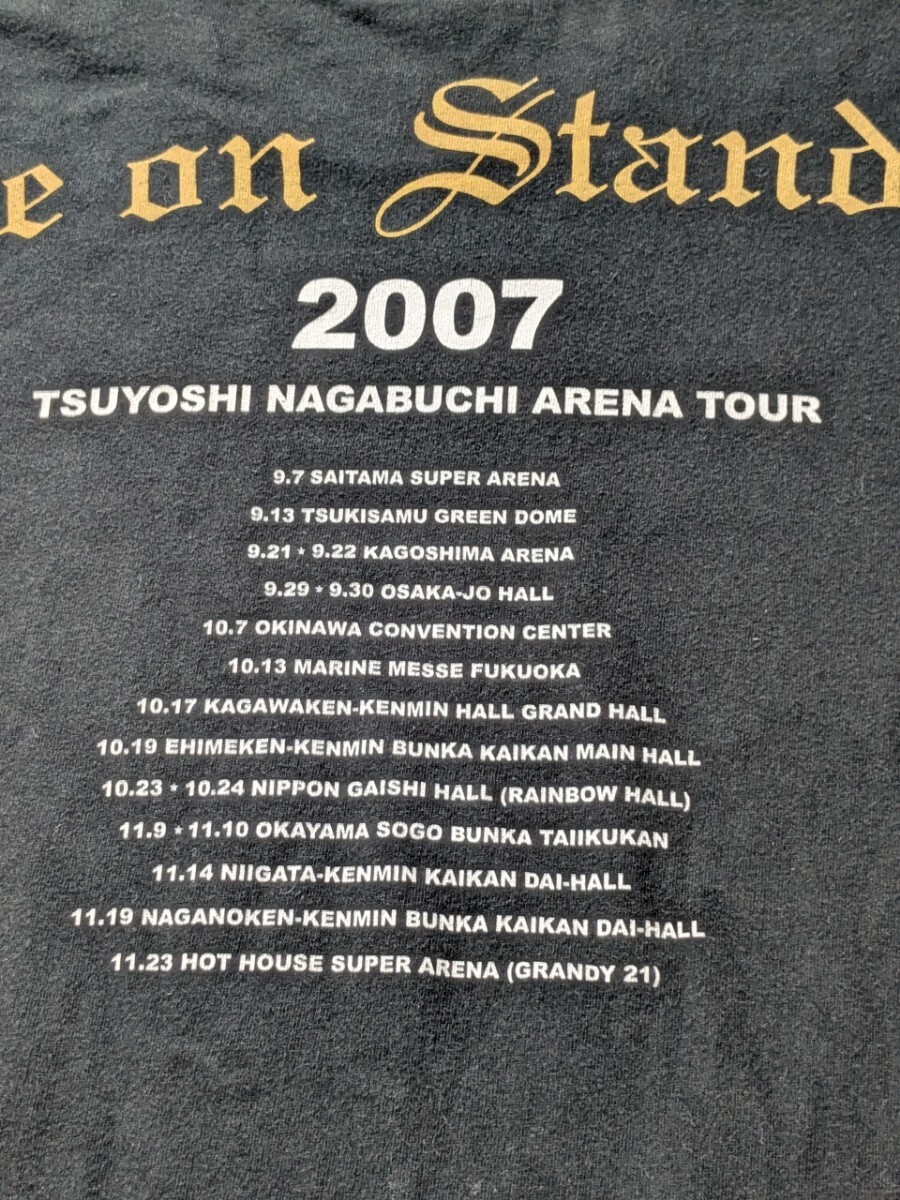 e on Stand
2007
TSUYOSHI NAGABUCHI ARENA TOUR
9.7 SAITAMA SUPER ARENA
9.13 TSUKISAMU GREEN DOME
9.21 * 9.22 KAGOSHIMA ARENA
9.29 * 9.30 OSAKA-JO HALL
10.7 OKINAWA CONVENTION CENTER
10.13 MARINE MESSE FUKUOKA
10.17 KAGAWAKEN-KENMIN HALL GRAND HALL
10.19 EHIMEKEN-KENMIN BUNKA KAIKAN MAIN HALL
10.23 * 10.24 NIPPON GAISHI HALL (RAINBOW HALL)
11.9 * 11.10 OKAYAMA SOGO BUNKA TAIIKUKAN
11.14 NIIGATA-KENMIN KAIKAN DAI-HALL
11.19 NAGANOKEN-KENMIN BUNKA KAIKAN DAI-HALL
11.23 HOT HOUSE SUPER ARENA (GRANDY 21)